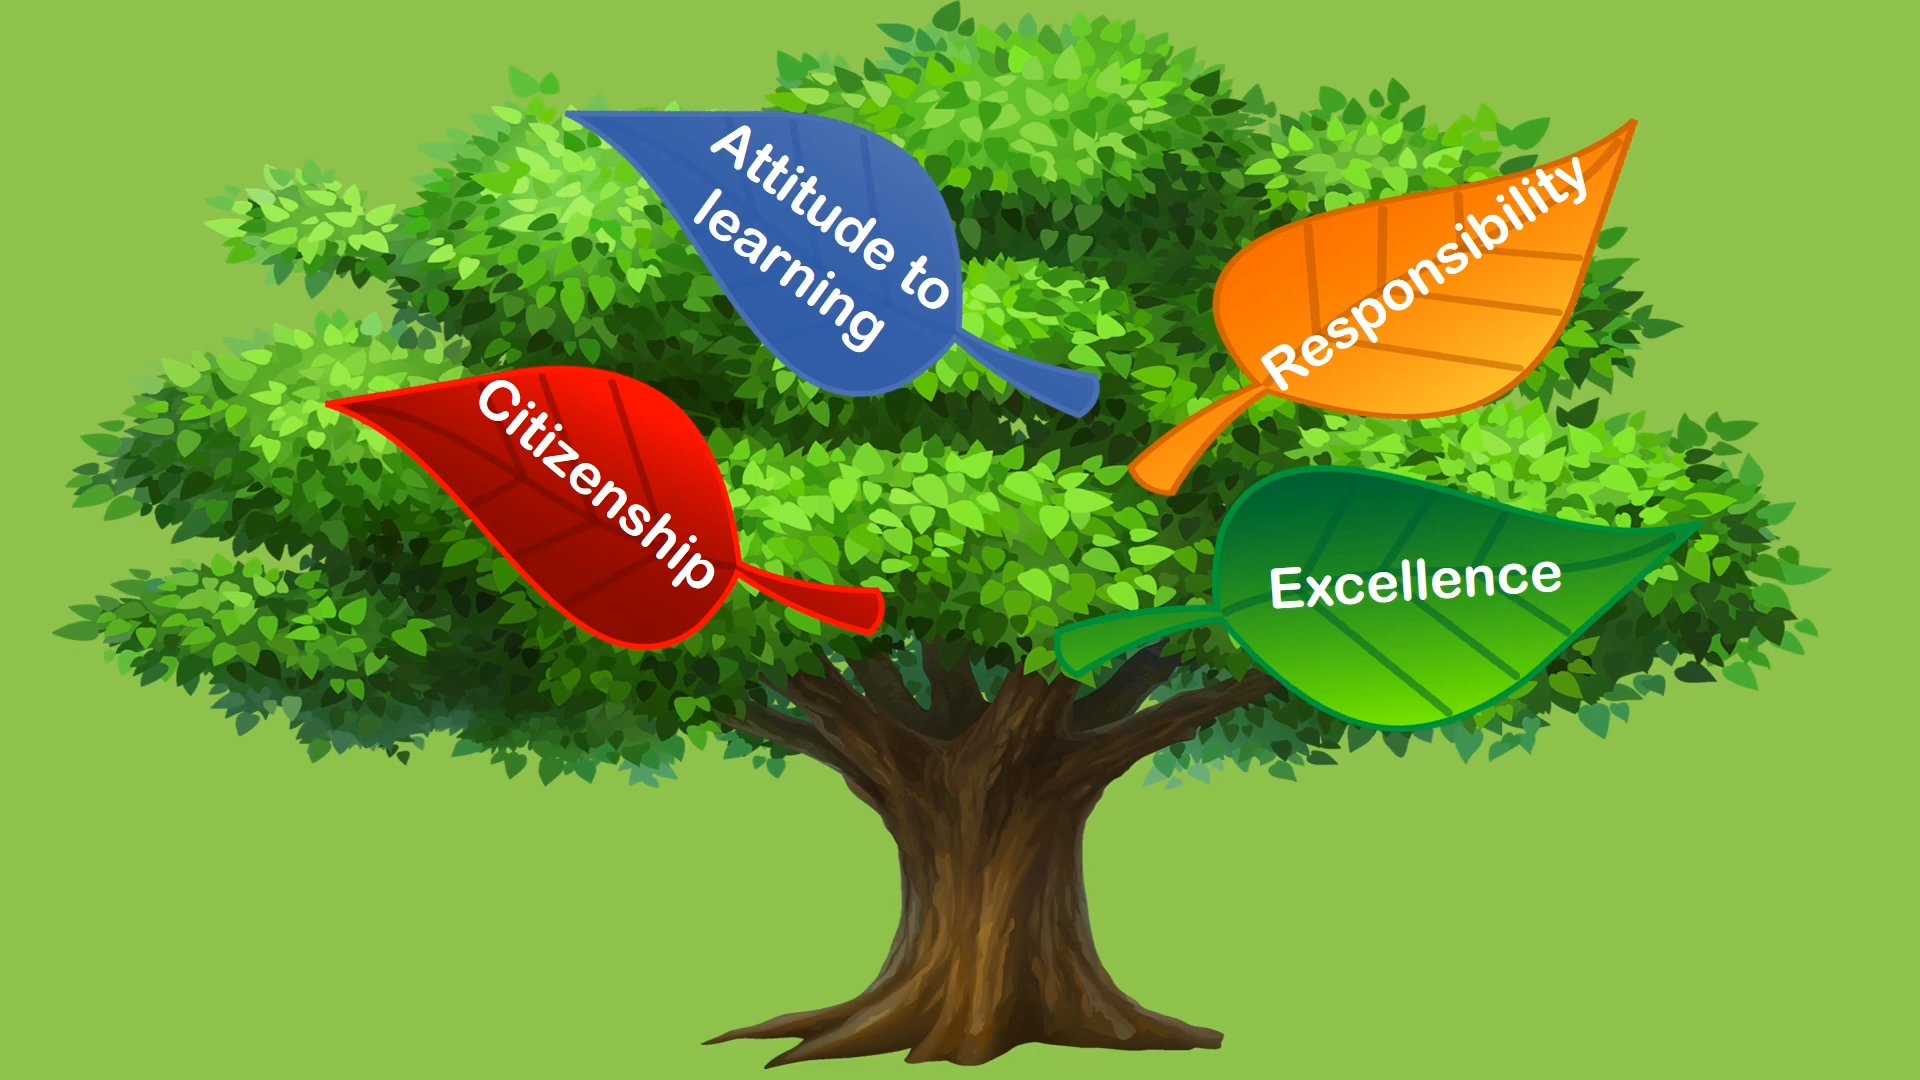 Attitude to
learning
Responsibility
Citizenship
Excellence